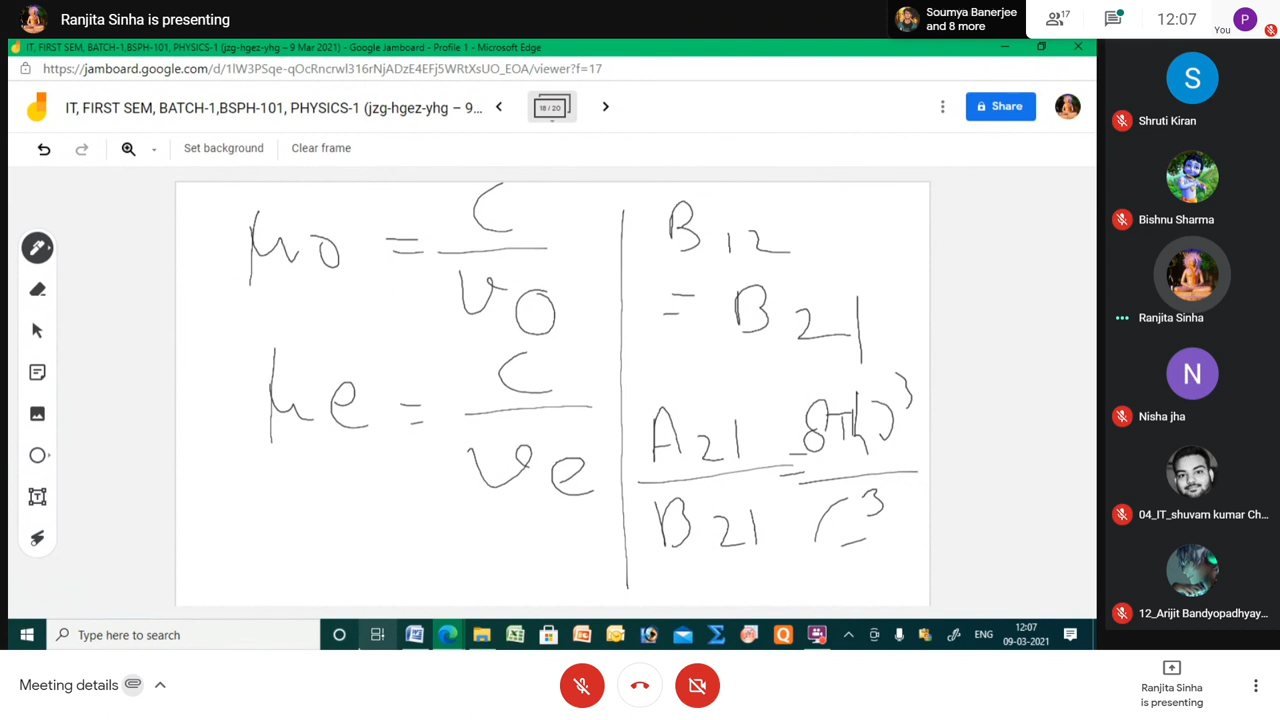 Ranjita Sinha is presenting
Soumya Banerjee
and 8 more
17
12:07
You
P
IT, FIRST SEM, BATCH-1,BSPH-101, PHYSICS-1 (jzg-hgez-yhg – 9 Mar 2021) - Google Jamboard - Profile 1 - Microsoft Edge
https://jamboard.google.com/d/1lW3PSqe-qOcRncrwl316rNjADzE4EFj5WRtXsUO_EOA/viewer?f=17
IT, FIRST SEM, BATCH-1,BSPH-101, PHYSICS-1 (jzg-hgez-yhg – 9...
18 / 20
Share
Set background
Clear frame
μo = C / vo
μe = C / ve
B12
= B21
A21 / B21 = 8πhν³ / C³
S
Shruti Kiran
Bishnu Sharma
Ranjita Sinha
N
Nisha jha
04_IT_shuvam kumar Ch...
12_Arijit Bandyopadhyay...
Type here to search
ENG
12:07
09-03-2021
Meeting details
Ranjita Sinha
is presenting